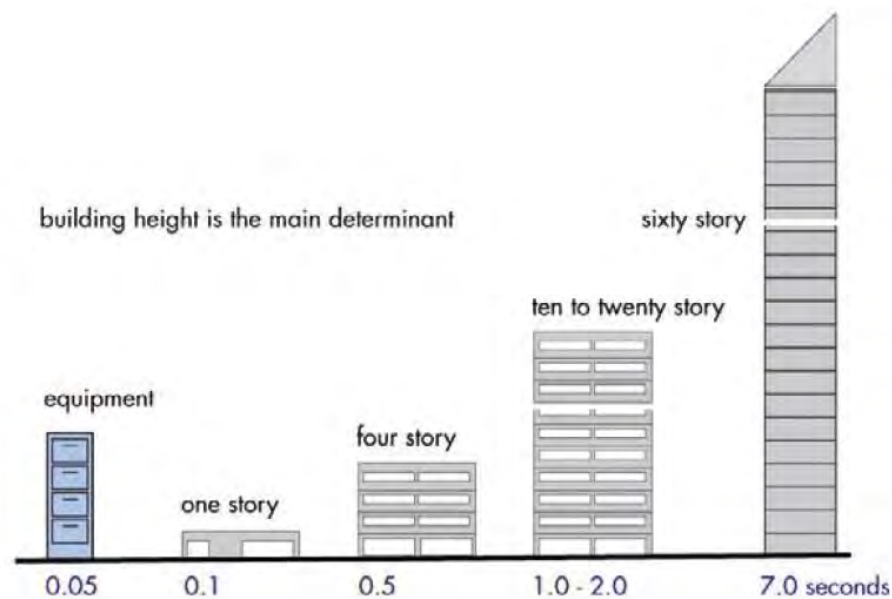 building height is the main determinant
sixty story
ten to twenty story
equipment
four story
one story
0.05
0.1
0.5
1.0 - 2.0
7.0 seconds